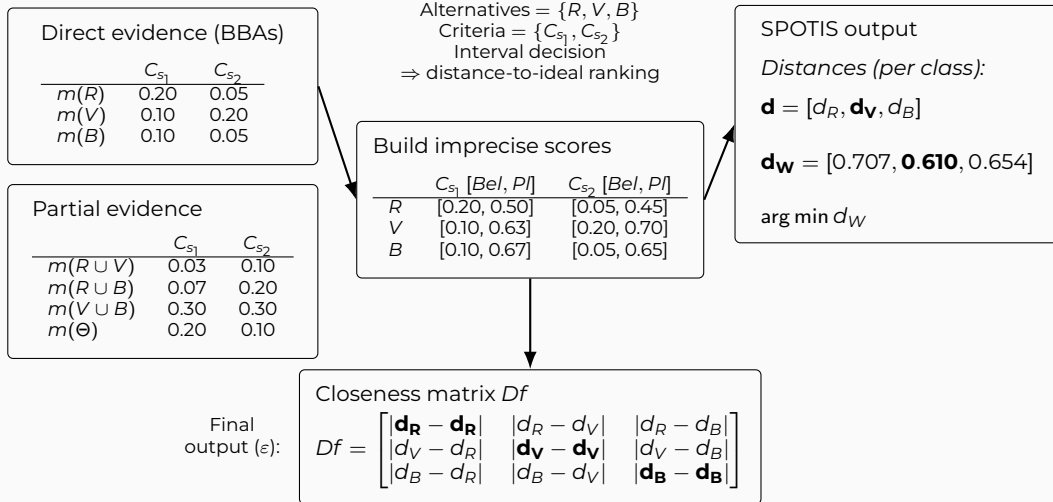 Alternatives = {R, V, B}
Criteria = {C_{s_1}, C_{s_2}}
Interval decision
⇒ distance-to-ideal ranking
Direct evidence (BBAs)
C_{s_1} C_{s_2}
m(R) 0.20 0.05
m(V) 0.10 0.20
m(B) 0.10 0.05
Partial evidence
C_{s_1} C_{s_2}
m(R ∪ V) 0.03 0.10
m(R ∪ B) 0.07 0.20
m(V ∪ B) 0.30 0.30
m(Θ) 0.20 0.10
Build imprecise scores
C_{s_1} [Bel, Pl] C_{s_2} [Bel, Pl]
R [0.20, 0.50] [0.05, 0.45]
V [0.10, 0.63] [0.20, 0.70]
B [0.10, 0.67] [0.05, 0.65]
SPOTIS output
Distances (per class):
d = [d_R, d_V, d_B]
d_W = [0.707, 0.610, 0.654]
arg min d_W
Final
output (ε):
Closeness matrix Df
Df = [|d_R − d_R| |d_R − d_V| |d_R − d_B|
|d_V − d_R| |d_V − d_V| |d_V − d_B|
|d_B − d_R| |d_B − d_V| |d_B − d_B|]